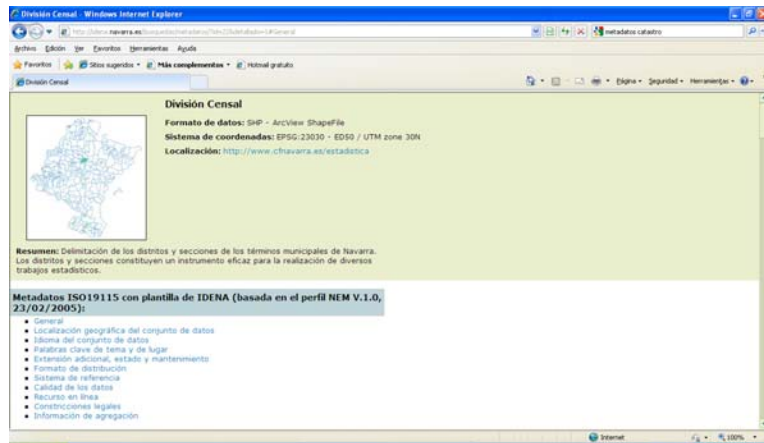 División Censal - Windows Internet Explorer
metadatos catastro
Archivo Edición Ver Favoritos Herramientas Ayuda
Favoritos Sitios sugeridos Más complementos Hotmail gratuito
División Censal
Página Seguridad Herramientas
División Censal
Formato de datos: SHP - ArcView ShapeFile
Sistema de coordenadas: EPSG:23030 - ED50 / UTM zone 30N
Localización: http://www.cfnavarra.es/estadistica
Resumen: Delimitación de los distritos y secciones de los términos municipales de Navarra.
Los distritos y secciones constituyen un instrumento eficaz para la realización de diversos
trabajos estadísticos.
Metadatos ISO19115 con plantilla de IDENA (basada en el perfil NEM V.1.0,
23/02/2005):
General
Localización geográfica del conjunto de datos
Idioma del conjunto de datos
Palabras clave de tema y de lugar
Extensión adicional, estado y mantenimiento
Formato de distribución
Sistema de referencia
Calidad de los datos
Recurso en línea
Constricciones legales
Información de agregación
Internet 100%